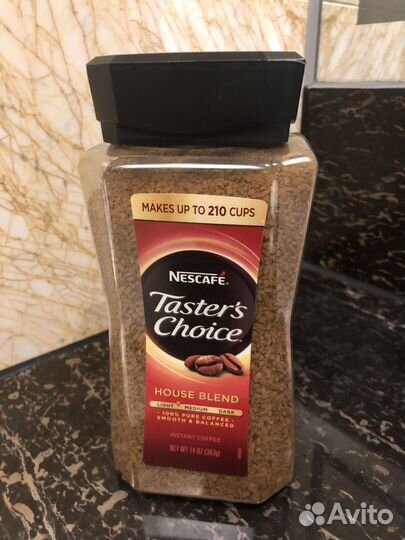 MAKES UP TO 210 CUPS
NESCAFÉ®
Taster's
Choice®
HOUSE BLEND
LIGHT MEDIUM DARK
• 100% PURE COFFEE •
SMOOTH & BALANCED
INSTANT COFFEE
NET WT 14 OZ (397g)
Avito